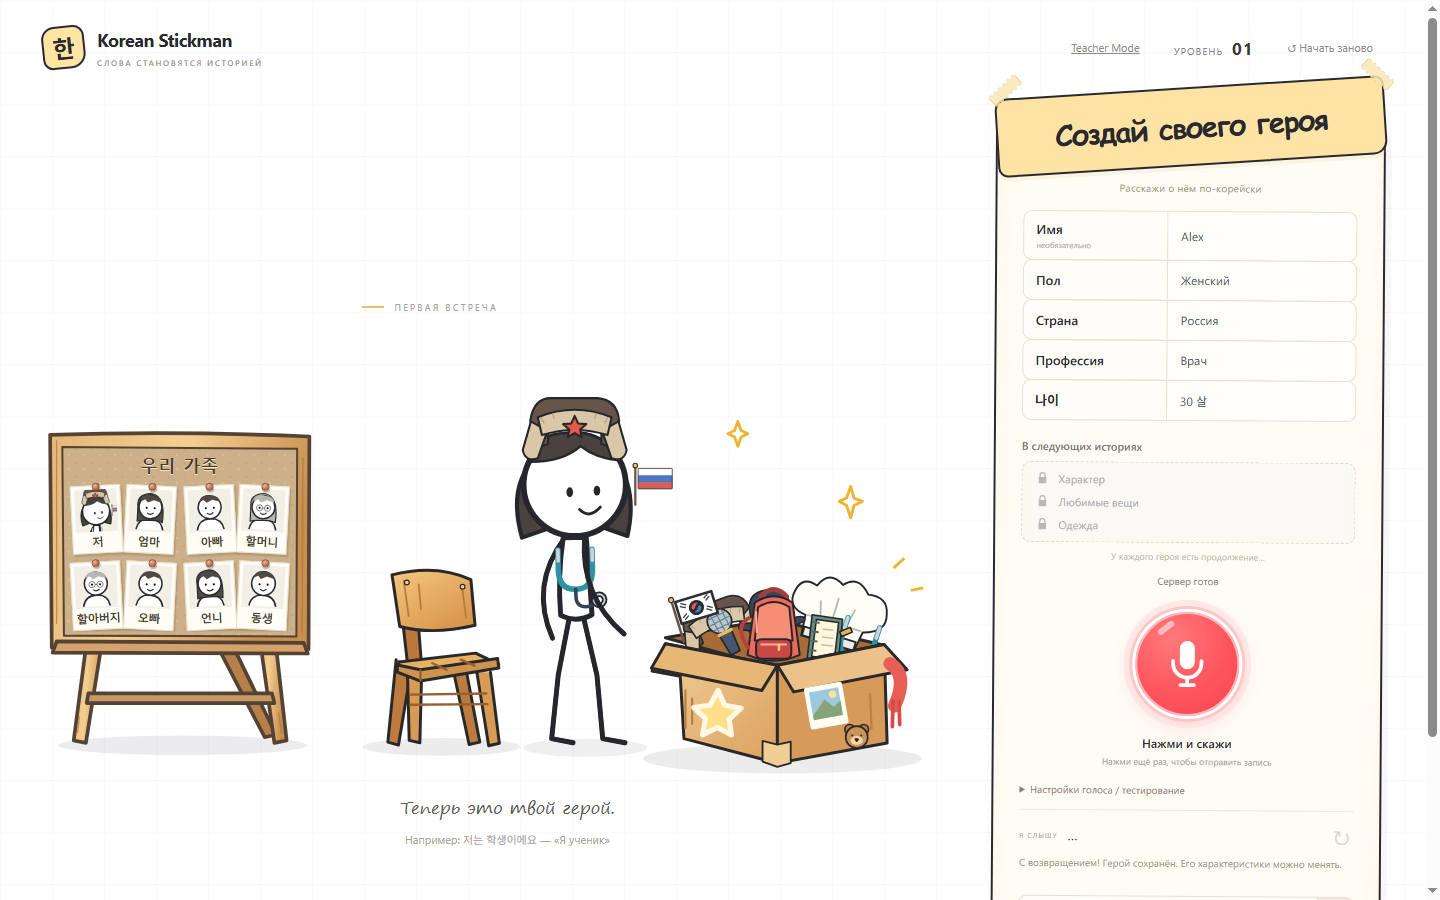 한
Korean Stickman
СЛОВА СТАНОВЯТСЯ ИСТОРИЕЙ
Teacher Mode
УРОВЕНЬ 01
↺ Начать заново
Создай своего героя
Расскажи о нём по-корейски
Имя
необязательно
Alex
Пол
Женский
Страна
Россия
Профессия
Врач
나이
30 살
В следующих историях
Характер
Любимые вещи
Одежда
У каждого героя есть продолжение...
Сервер готов
Нажми и скажи
Нажми ещё раз, чтобы отправить запись
Настройки голоса / тестирование
Я СЛЫШУ ...
С возвращением! Герой сохранён. Его характеристики можно менять.
ПЕРВАЯ ВСТРЕЧА
우리 가족
저 엄마 아빠 할머니
할아버지 오빠 언니 동생
Теперь это твой герой.
Например: 저는 학생이에요 — «Я ученик»